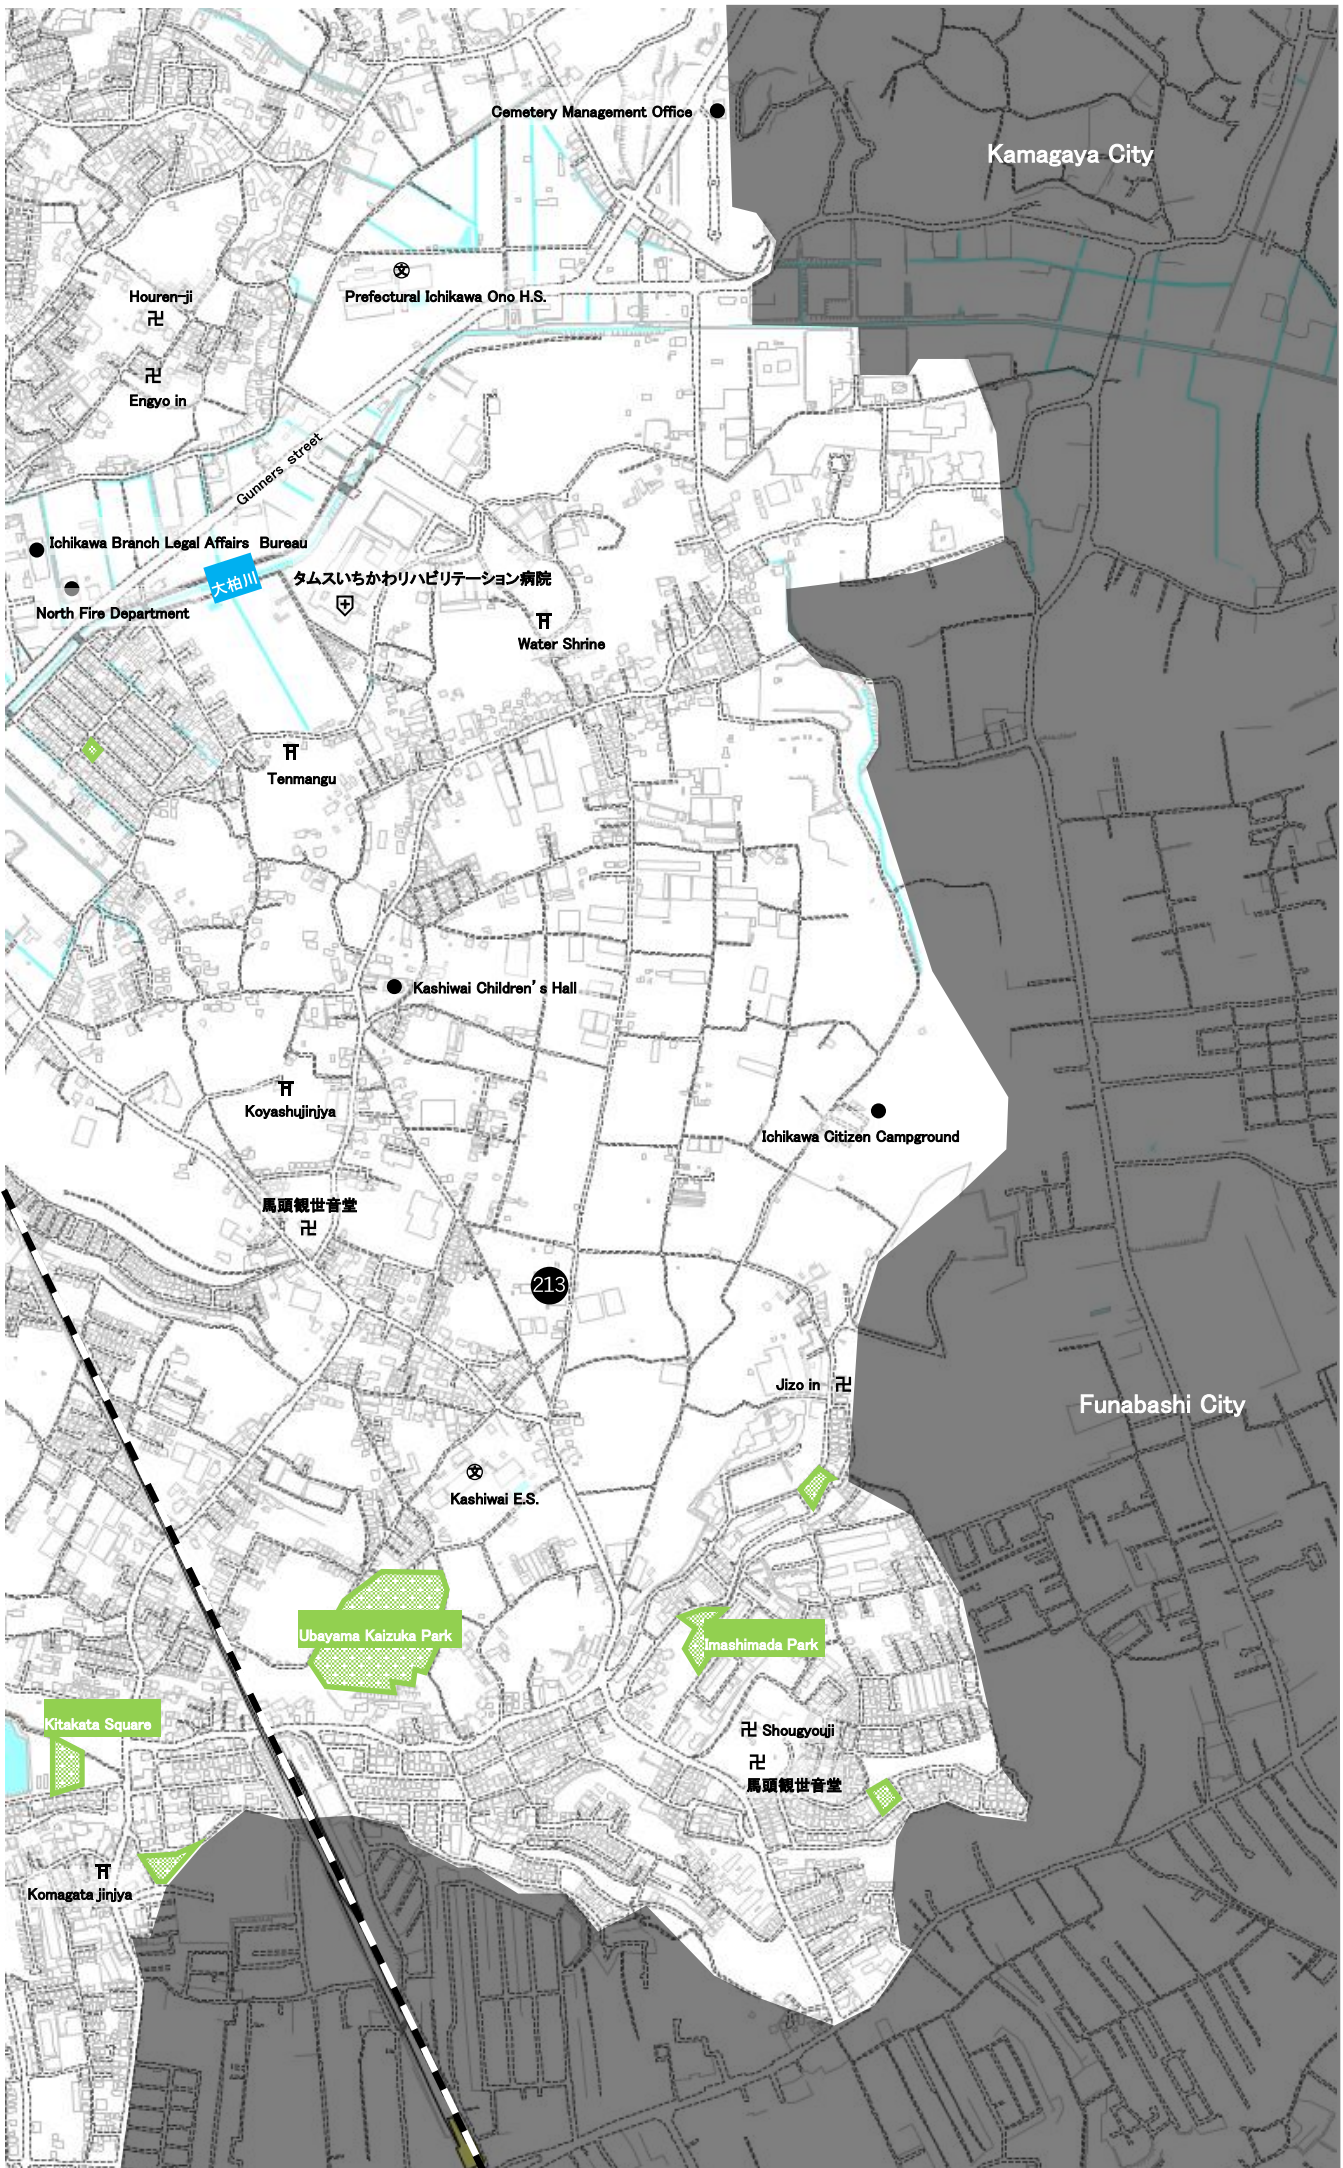 Cemetery Management Office
Kamagaya City
Prefectural Ichikawa Ono H.S.
Houren-ji
Engyo in
Gunners street
Ichikawa Branch Legal Affairs Bureau
大柏川
タムスいちかわリハビリテーション病院
North Fire Department
Water Shrine
Tenmangu
Kashiwai Children's Hall
Koyashujinjya
Ichikawa Citizen Campground
馬頭観世音堂
213
Jizo in
Funabashi City
Kashiwai E.S.
Ubayama Kaizuka Park
Imashimada Park
Kitakata Square
Shougyouji
馬頭観世音堂
Komagata jinjya